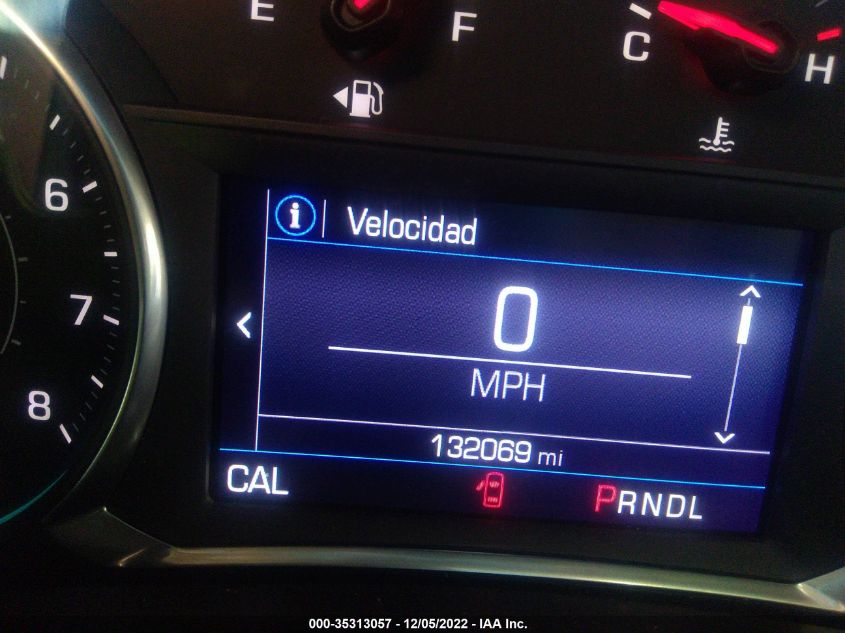 E F C H
6
7
8
i Velocidad
0
MPH
132069 mi
CAL PRNDL
000-35313057 - 12/05/2022 - IAA Inc.